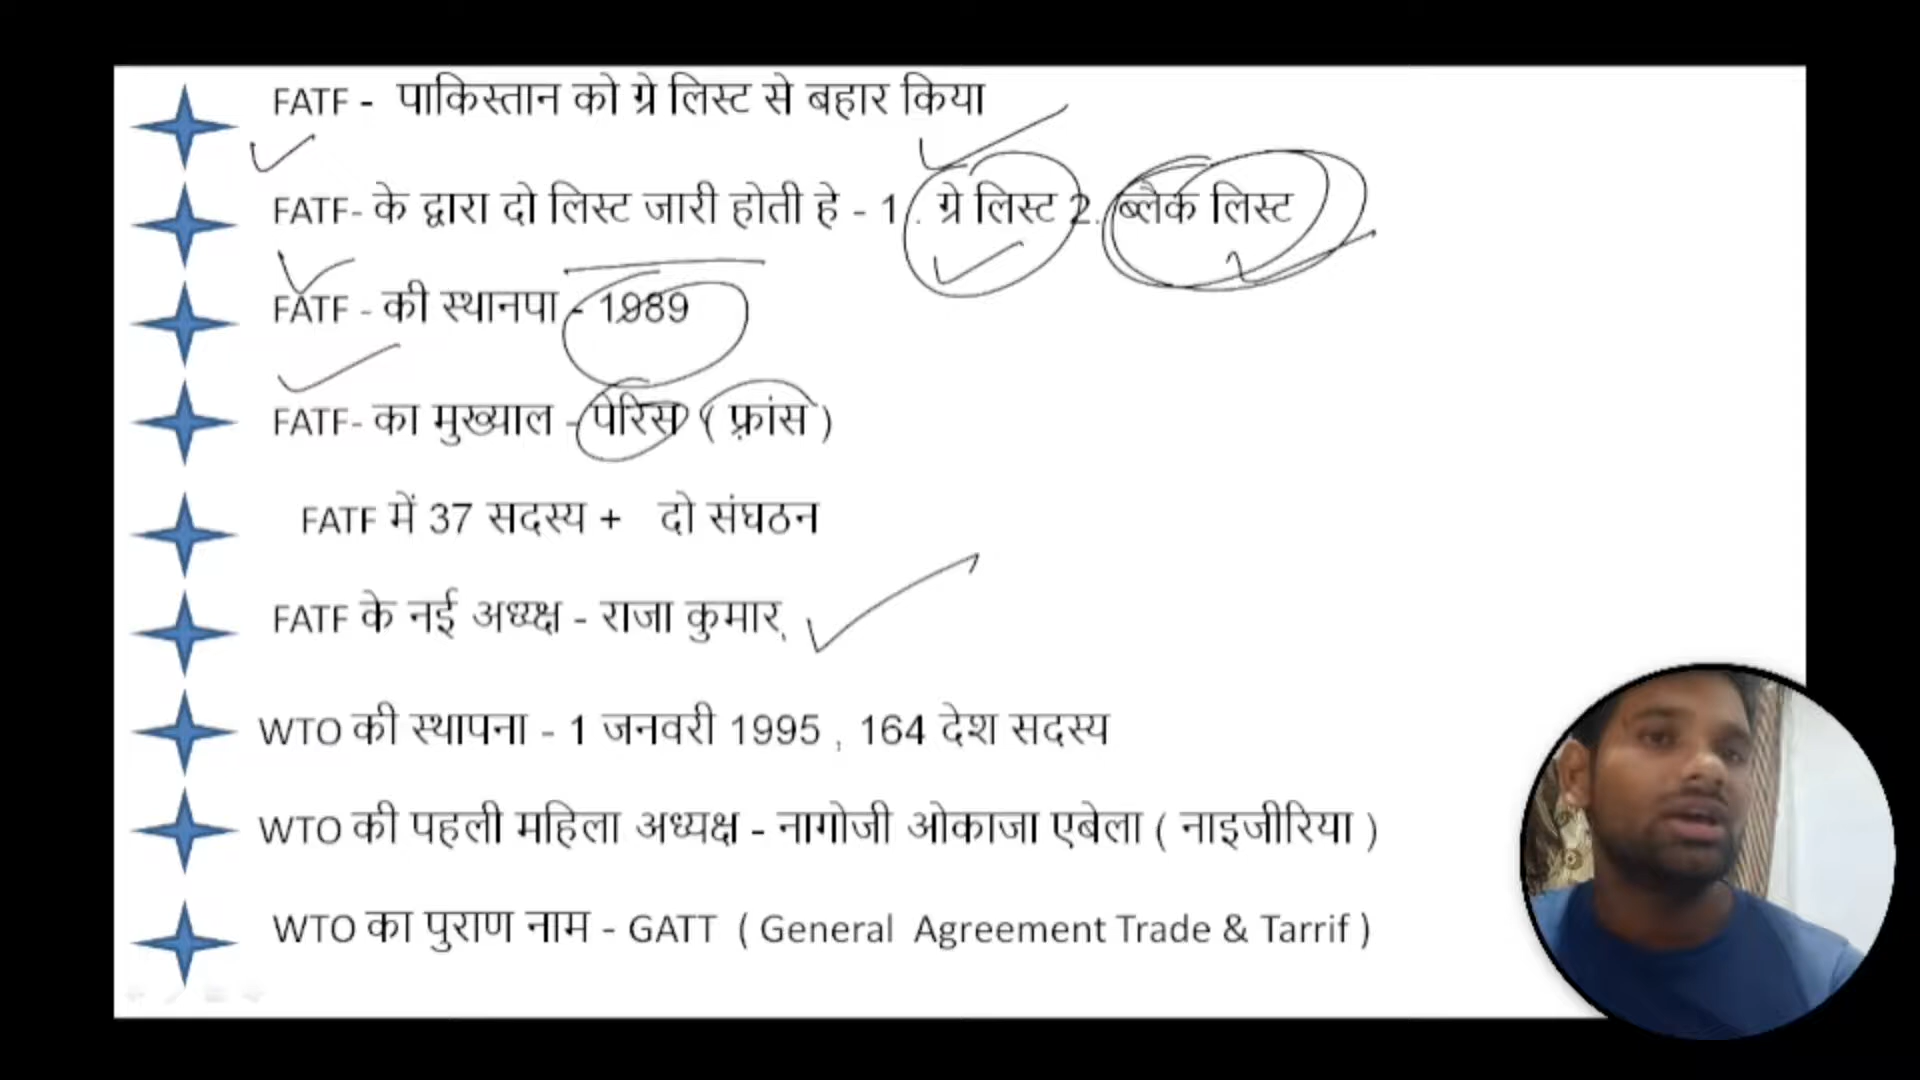 FATF - पाकिस्तान को ग्रे लिस्ट से बहार किया
FATF- के द्वारा दो लिस्ट जारी होती हे - 1 . ग्रे लिस्ट 2. ब्लैक लिस्ट
FATF - की स्थानपा - 1989
FATF- का मुख्याल - पेरिस ( फ़्रांस )
FATF में 37 सदस्य + दो संघठन
FATF के नई अध्य्क्ष - राजा कुमार,
WTO की स्थापना - 1 जनवरी 1995 , 164 देश सदस्य
WTO की पहली महिला अध्यक्ष - नागोजी ओकाजा एबेला ( नाइजीरिया )
WTO का पुराण नाम - GATT ( General Agreement Trade & Tarrif )